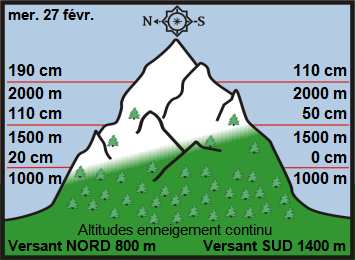 mer. 27 févr.
N S
190 cm 110 cm
2000 m 2000 m
110 cm 50 cm
1500 m 1500 m
20 cm 0 cm
1000 m 1000 m
Altitudes enneigement continu
Versant NORD 800 m Versant SUD 1400 m